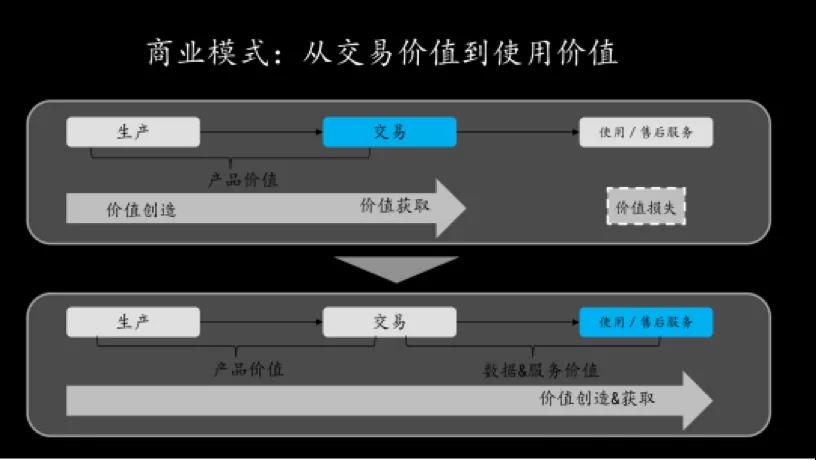 商业模式：从交易价值到使用价值
生产
交易
使用/售后服务
产品价值
价值创造
价值获取
价值损失
生产
交易
使用/售后服务
产品价值
数据&服务价值
价值创造&获取